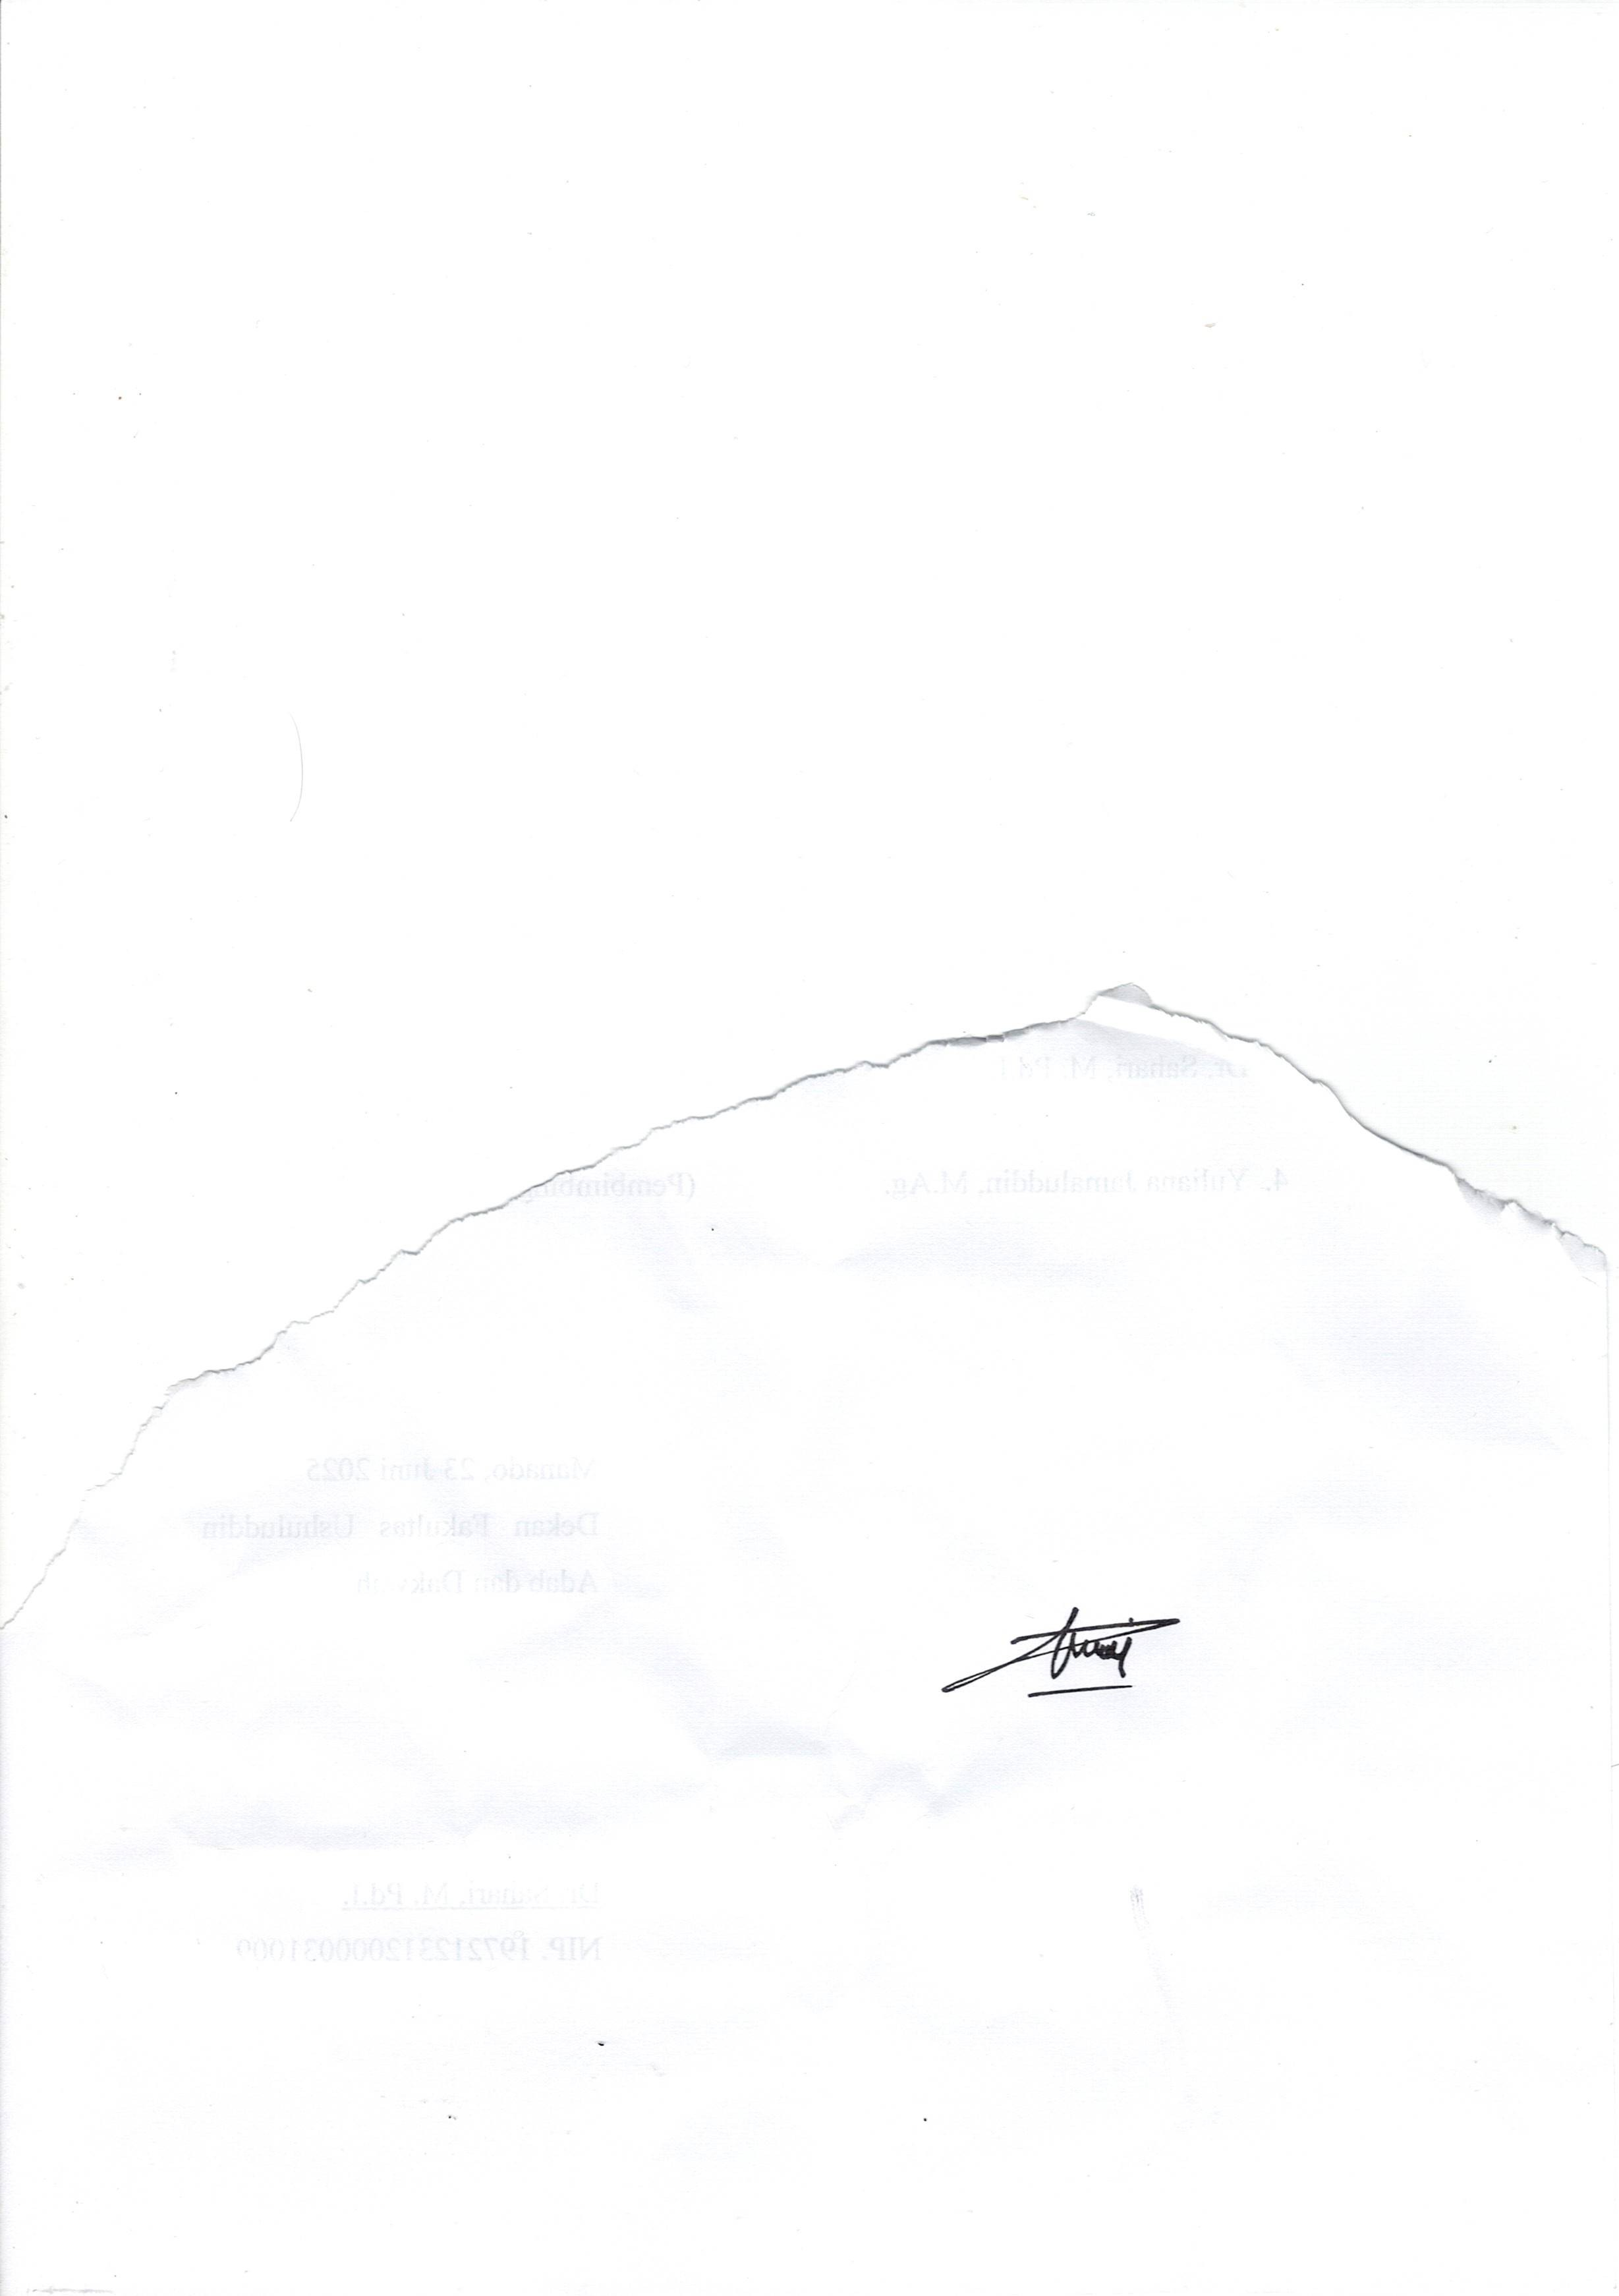 Dr. Sahari, M. Pd.I
4. Yuliana Jumaluddin, M.Ag. (Pembimbing
Manado, 23 Juni 2025
Dekan Fakultas Ushuluddin
Adab dan Dakwah
Dr. Sahari, M. Pd.I.
NIP. 197212312000031009